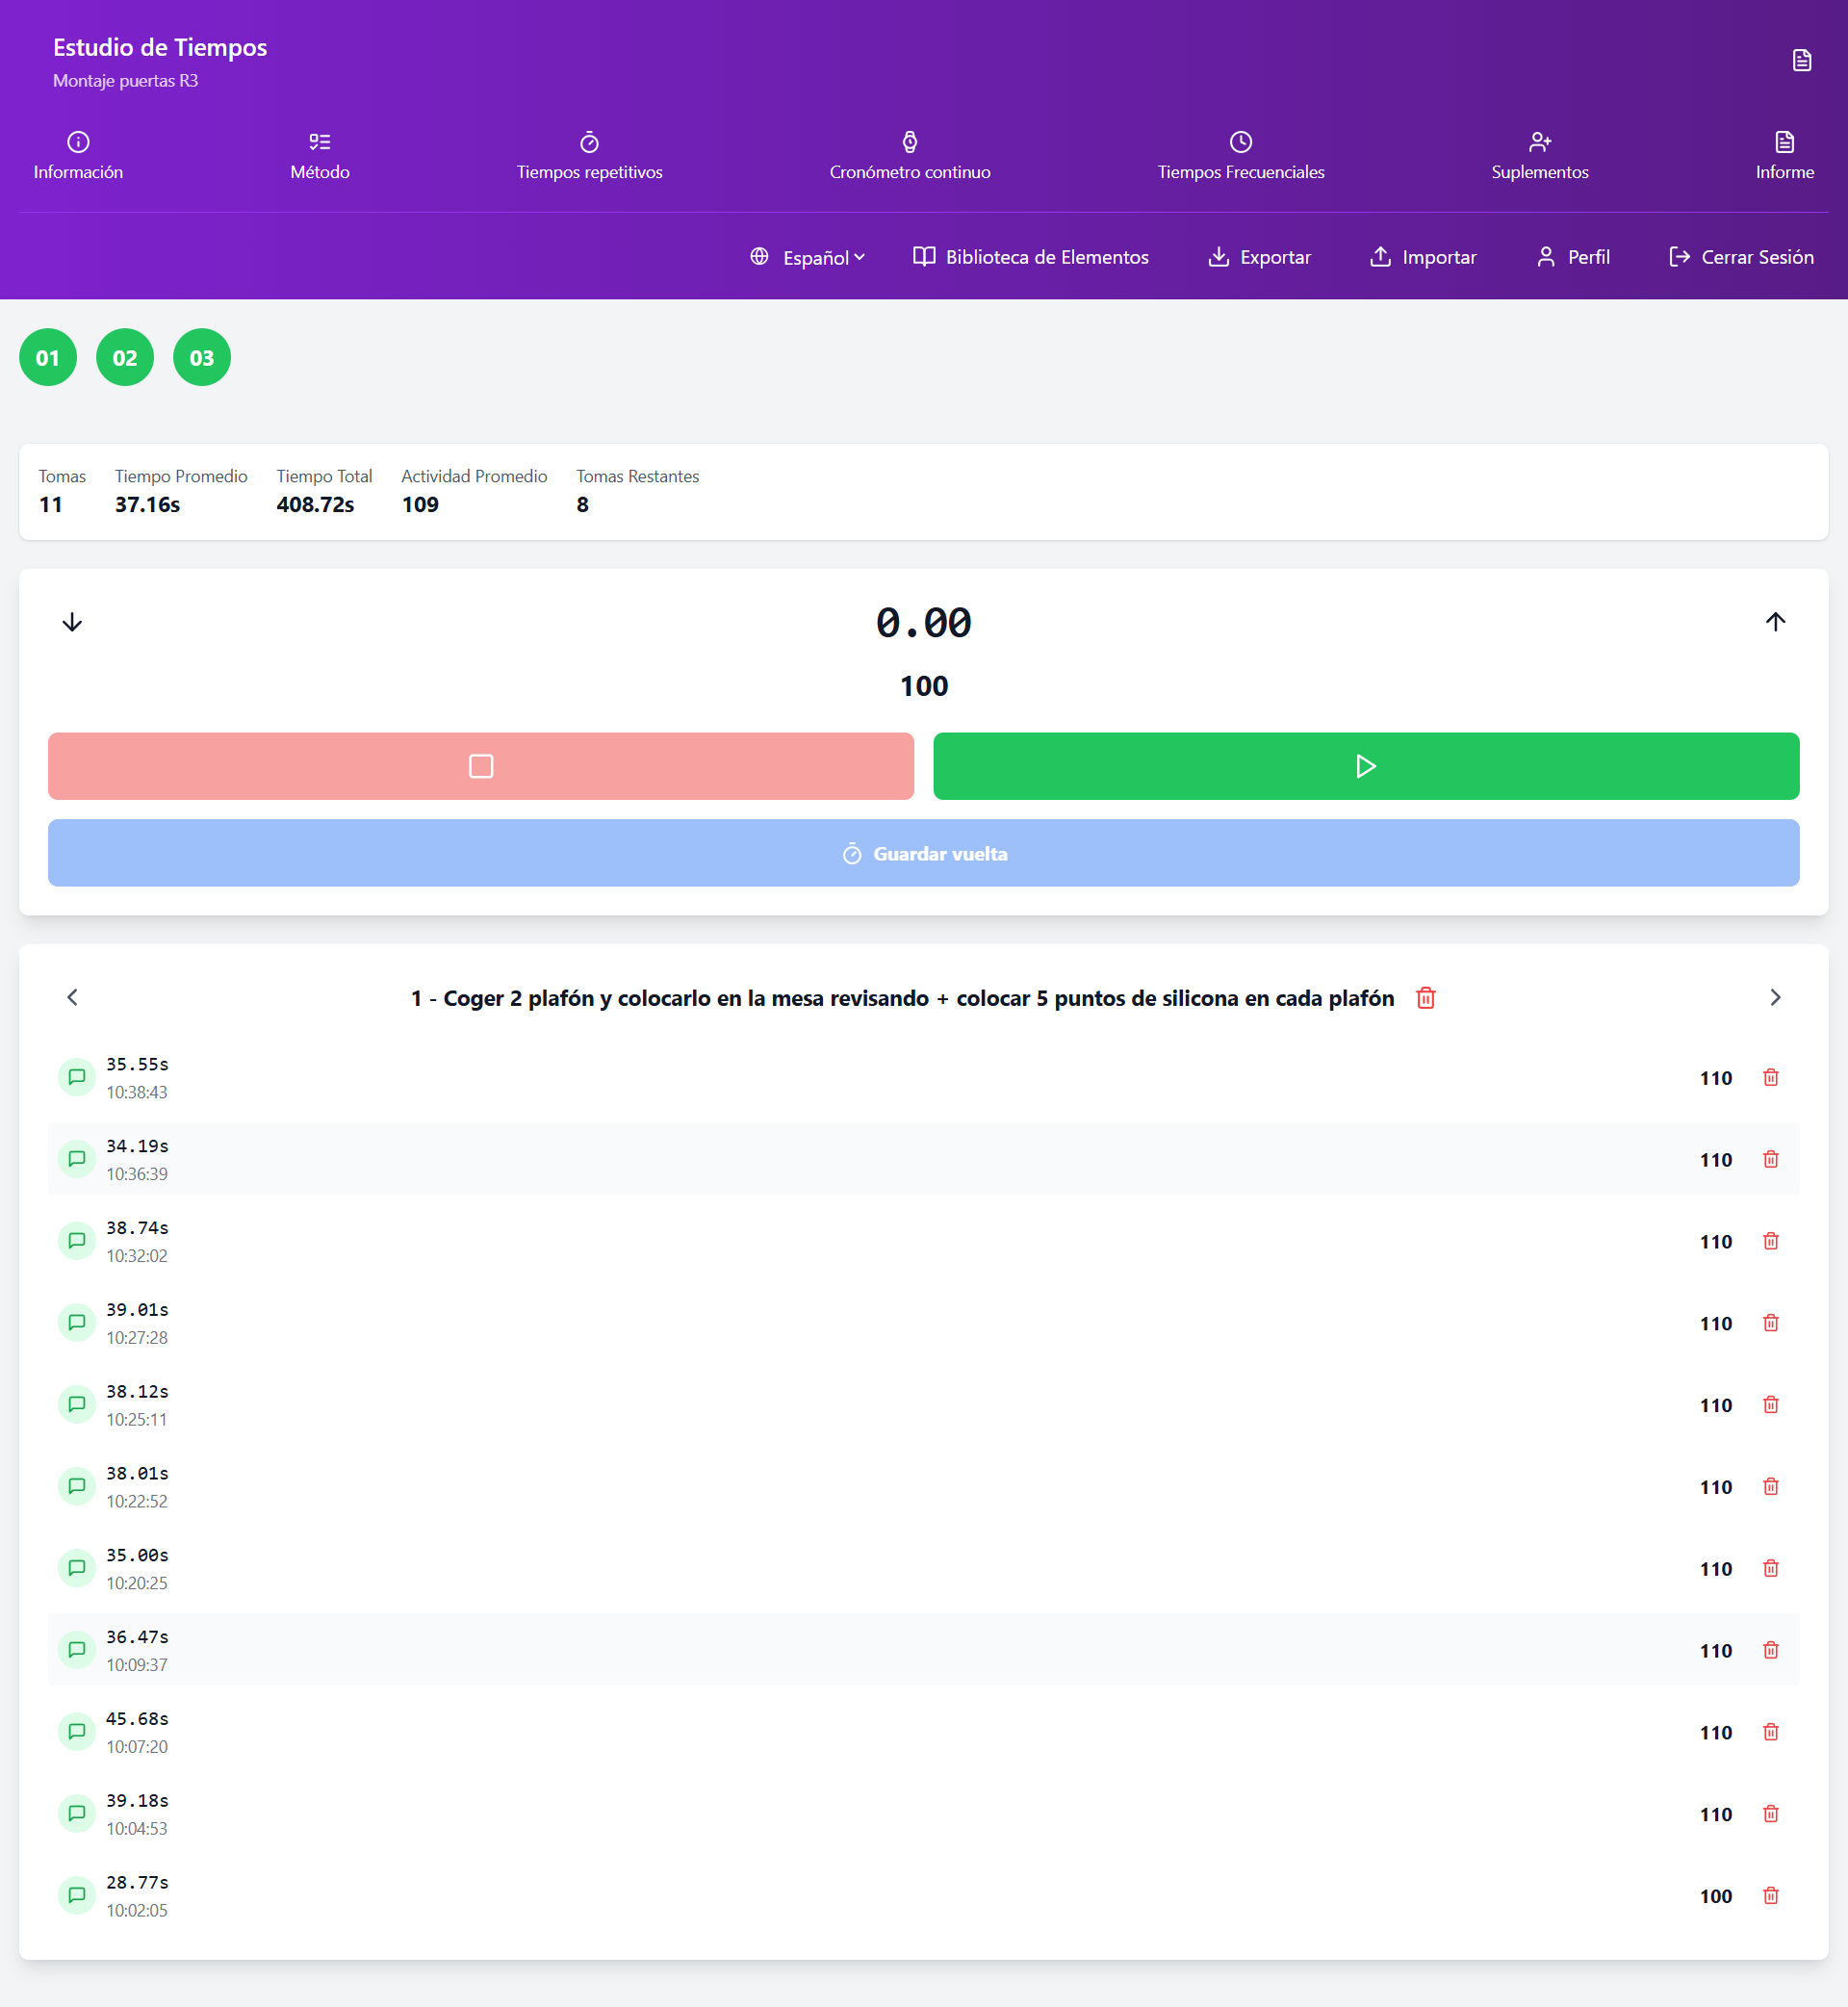 Estudio de Tiempos
Montaje puertas R3
Información
Método
Tiempos repetitivos
Cronómetro continuo
Tiempos Frecuenciales
Suplementos
Informe
Español
Biblioteca de Elementos
Exportar
Importar
Perfil
Cerrar Sesión
01
02
03
Tomas
11
Tiempo Promedio
37.16s
Tiempo Total
408.72s
Actividad Promedio
109
Tomas Restantes
8
0.00
100
Guardar vuelta
1 - Coger 2 plafón y colocarlo en la mesa revisando + colocar 5 puntos de silicona en cada plafón
35.55s
10:38:43
110
34.19s
10:36:39
110
38.74s
10:32:02
110
39.01s
10:27:28
110
38.12s
10:25:11
110
38.01s
10:22:52
110
35.00s
10:20:25
110
36.47s
10:09:37
110
45.68s
10:07:20
110
39.18s
10:04:53
110
28.77s
10:02:05
100